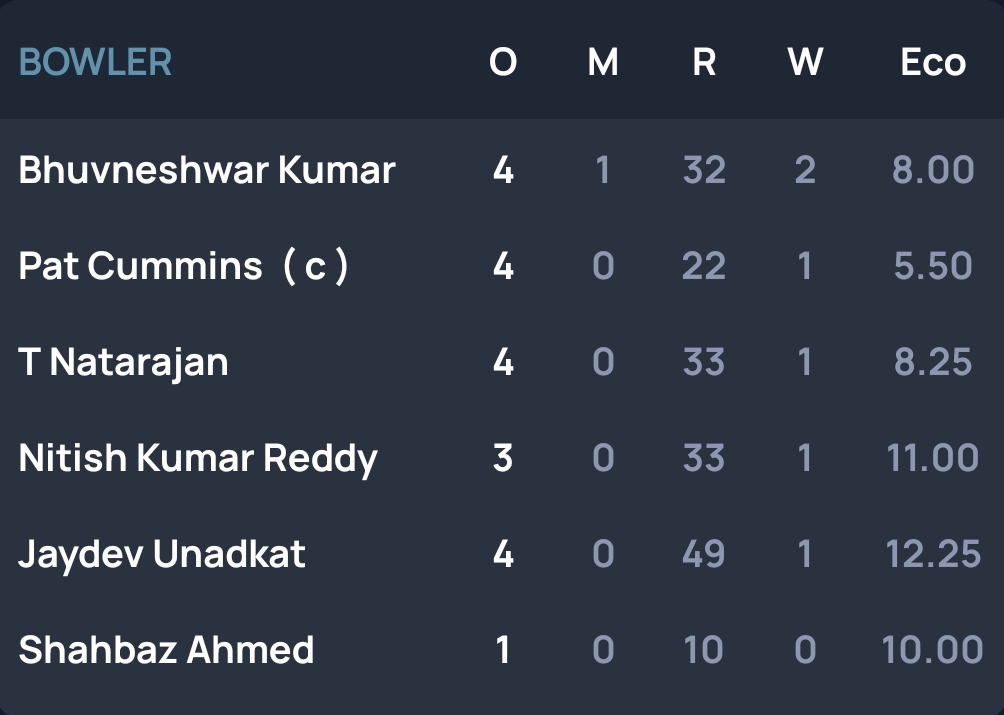 BOWLER O M R W Eco
Bhuvneshwar Kumar 4 1 32 2 8.00
Pat Cummins ( c ) 4 0 22 1 5.50
T Natarajan 4 0 33 1 8.25
Nitish Kumar Reddy 3 0 33 1 11.00
Jaydev Unadkat 4 0 49 1 12.25
Shahbaz Ahmed 1 0 10 0 10.00